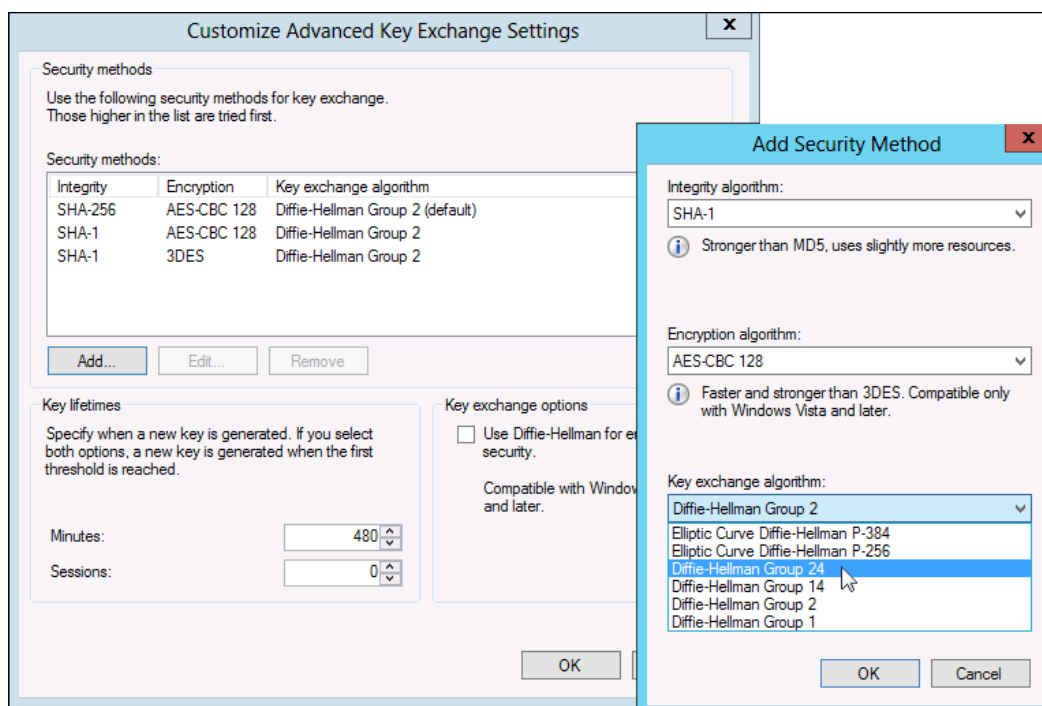 Customize Advanced Key Exchange Settings
x
Security methods
Use the following security methods for key exchange.
Those higher in the list are tried first.
Security methods:
Integrity Encryption Key exchange algorithm
SHA-256 AES-CBC 128 Diffie-Hellman Group 2 (default)
SHA-1 AES-CBC 128 Diffie-Hellman Group 2
SHA-1 3DES Diffie-Hellman Group 2
Add... Edit... Remove
Key lifetimes
Specify when a new key is generated. If you select
both options, a new key is generated when the first
threshold is reached.
Minutes: 480
Sessions: 0
Key exchange options
Use Diffie-Hellman for
security.
Compatible with
and later.
OK
Add Security Method
x
Integrity algorithm:
SHA-1
Stronger than MD5, uses slightly more resources.
Encryption algorithm:
AES-CBC 128
Faster and stronger than 3DES. Compatible only
with Windows Vista and later.
Key exchange algorithm:
Diffie-Hellman Group 2
Elliptic Curve Diffie-Hellman P-384
Elliptic Curve Diffie-Hellman P-256
Diffie-Hellman Group 24
Diffie-Hellman Group 14
Diffie-Hellman Group 2
Diffie-Hellman Group 1
OK Cancel